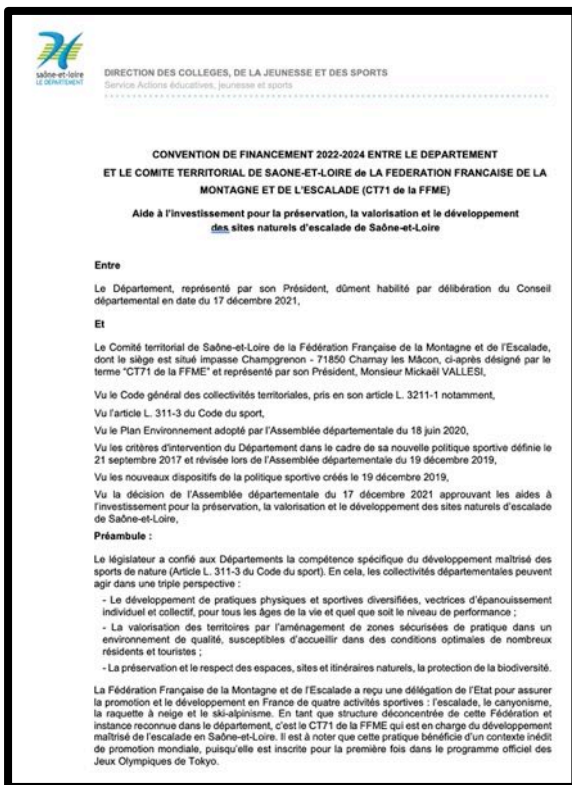 saône-et-loire
LE DÉPARTEMENT
DIRECTION DES COLLEGES, DE LA JEUNESSE ET DES SPORTS
Service Actions éducatives, jeunesse et sports
CONVENTION DE FINANCEMENT 2022-2024 ENTRE LE DEPARTEMENT
ET LE COMITE TERRITORIAL DE SAONE-ET-LOIRE de LA FEDERATION FRANCAISE DE LA
MONTAGNE ET DE L'ESCALADE (CT71 de la FFME)
Aide à l'investissement pour la préservation, la valorisation et le développement
des sites naturels d'escalade de Saône-et-Loire
Entre
Le Département, représenté par son Président, dûment habilité par délibération du Conseil
départemental en date du 17 décembre 2021,
Et
Le Comité territorial de Saône-et-Loire de la Fédération Française de la Montagne et de l'Escalade,
dont le siège est situé impasse Champgrenon - 71850 Charnay les Mâcon, ci-après désigné par le
terme "CT71 de la FFME" et représenté par son Président, Monsieur Mickaël VALLESI,
Vu le Code général des collectivités territoriales, pris en son article L. 3211-1 notamment,
Vu l'article L. 311-3 du Code du sport,
Vu le Plan Environnement adopté par l'Assemblée départementale du 18 juin 2020,
Vu les critères d'intervention du Département dans le cadre de sa nouvelle politique sportive définie le
21 septembre 2017 et révisée lors de l'Assemblée départementale du 19 décembre 2019,
Vu les nouveaux dispositifs de la politique sportive créés le 19 décembre 2019,
Vu la décision de l'Assemblée départementale du 17 décembre 2021 approuvant les aides à
l'investissement pour la préservation, la valorisation et le développement des sites naturels d'escalade
de Saône-et-Loire,
Préambule :
Le législateur a confié aux Départements la compétence spécifique du développement maîtrisé des
sports de nature (Article L. 311-3 du Code du sport). En cela, les collectivités départementales peuvent
agir dans une triple perspective :
- Le développement de pratiques physiques et sportives diversifiées, vectrices d'épanouissement
individuel et collectif, pour tous les âges de la vie et quel que soit le niveau de performance ;
- La valorisation des territoires par l'aménagement de zones sécurisées de pratique dans un
environnement de qualité, susceptibles d'accueillir dans des conditions optimales de nombreux
résidents et touristes ;
- La préservation et le respect des espaces, sites et itinéraires naturels, la protection de la biodiversité.
La Fédération Française de la Montagne et de l'Escalade a reçu une délégation de l'Etat pour assurer
la promotion et le développement en France de quatre activités sportives : l'escalade, le canyonisme,
la raquette à neige et le ski-alpinisme. En tant que structure déconcentrée de cette Fédération et
instance reconnue dans le département, c'est le CT71 de la FFME qui est en charge du développement
maîtrisé de l'escalade en Saône-et-Loire. Il est à noter que cette pratique bénéficie d'un contexte inédit
de promotion mondiale, puisqu'elle est inscrite pour la première fois dans le programme officiel des
Jeux Olympiques de Tokyo.